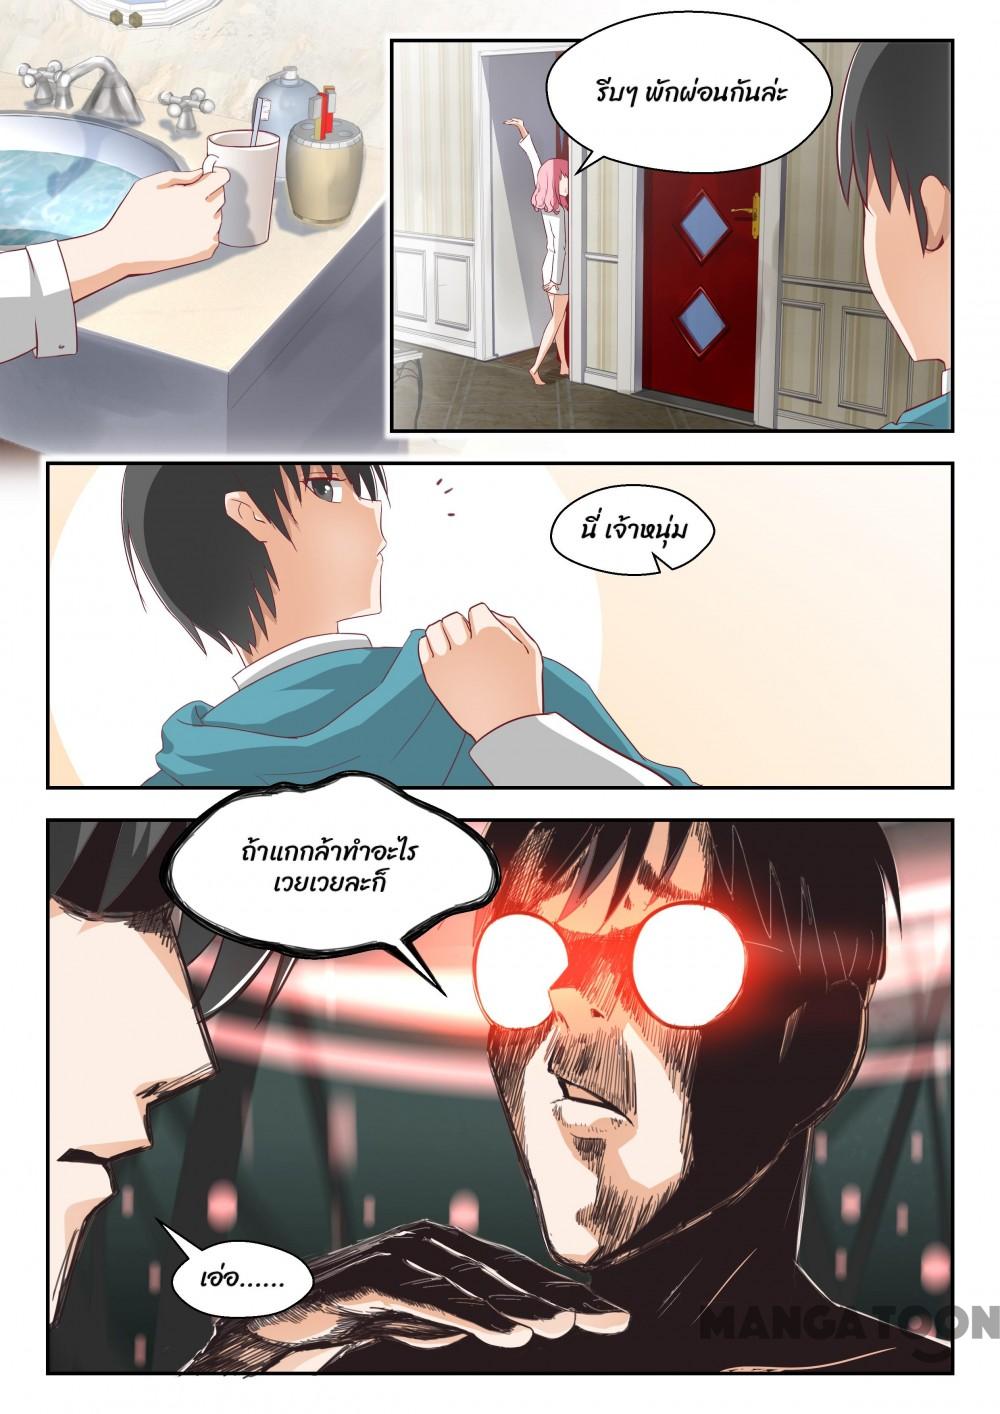 รีบๆ พักผ่อนกันล่ะ
นี่ เจ้าหนุ่ม
ถ้าแกกล้าทำอะไร
เวยเวยละก็
เอ่อ......
MANGATOON